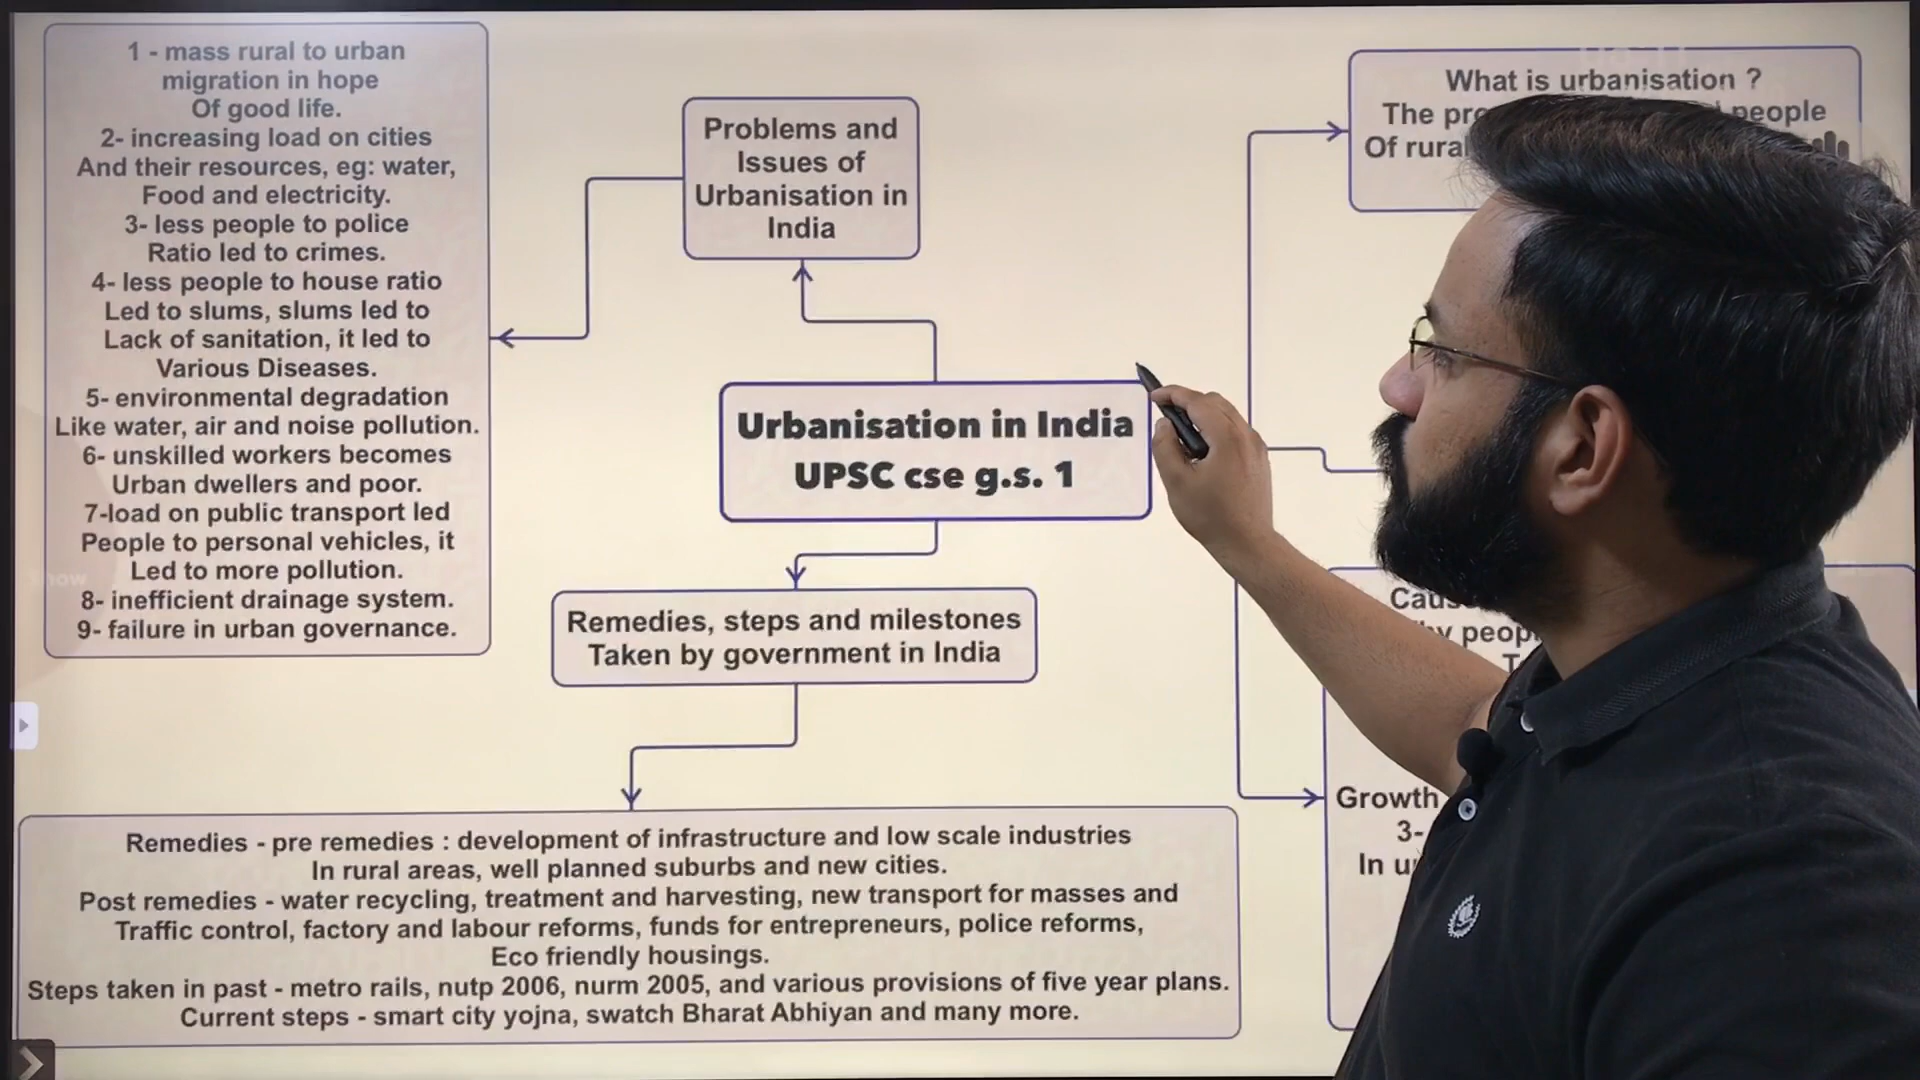 1 - mass rural to urban
migration in hope
Of good life.
2- increasing load on cities
And their resources, eg: water,
Food and electricity.
3- less people to police
Ratio led to crimes.
4- less people to house ratio
Led to slums, slums led to
Lack of sanitation, it led to
Various Diseases.
5- environmental degradation
Like water, air and noise pollution.
6- unskilled workers becomes
Urban dwellers and poor.
7-load on public transport led
People to personal vehicles, it
Led to more pollution.
8- inefficient drainage system.
9- failure in urban governance.
Problems and
Issues of
Urbanisation in
India
Urbanisation in India
UPSC cse g.s. 1
Remedies, steps and milestones
Taken by government in India
Remedies - pre remedies : development of infrastructure and low scale industries
In rural areas, well planned suburbs and new cities.
Post remedies - water recycling, treatment and harvesting, new transport for masses and
Traffic control, factory and labour reforms, funds for entrepreneurs, police reforms,
Eco friendly housings.
Steps taken in past - metro rails, nutp 2006, nurm 2005, and various provisions of five year plans.
Current steps - smart city yojna, swatch Bharat Abhiyan and many more.
What is urbanisation ?
The people
Of
Growth
3-
In